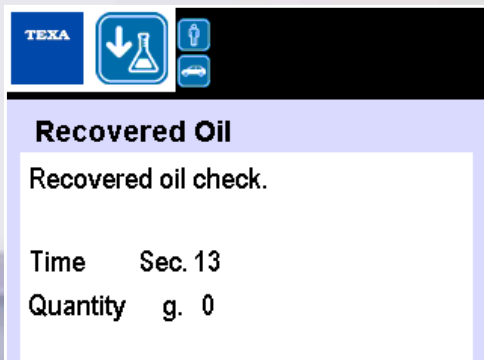 TEXA
Recovered Oil
Recovered oil check.
Time Sec. 13
Quantity g. 0